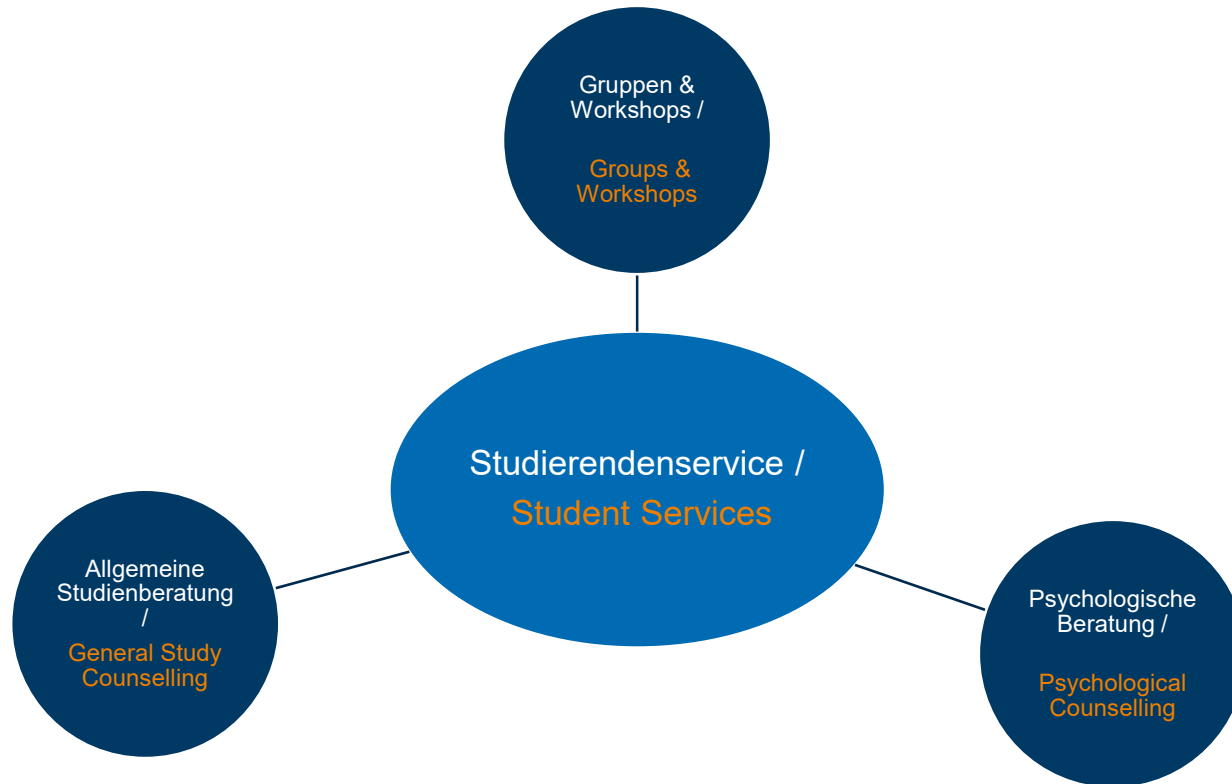 Gruppen &
Workshops /
Groups &
Workshops
Studierendenservice /
Student Services
Allgemeine
Studienberatung
/
General Study
Counselling
Psychologische
Beratung /
Psychological
Counselling